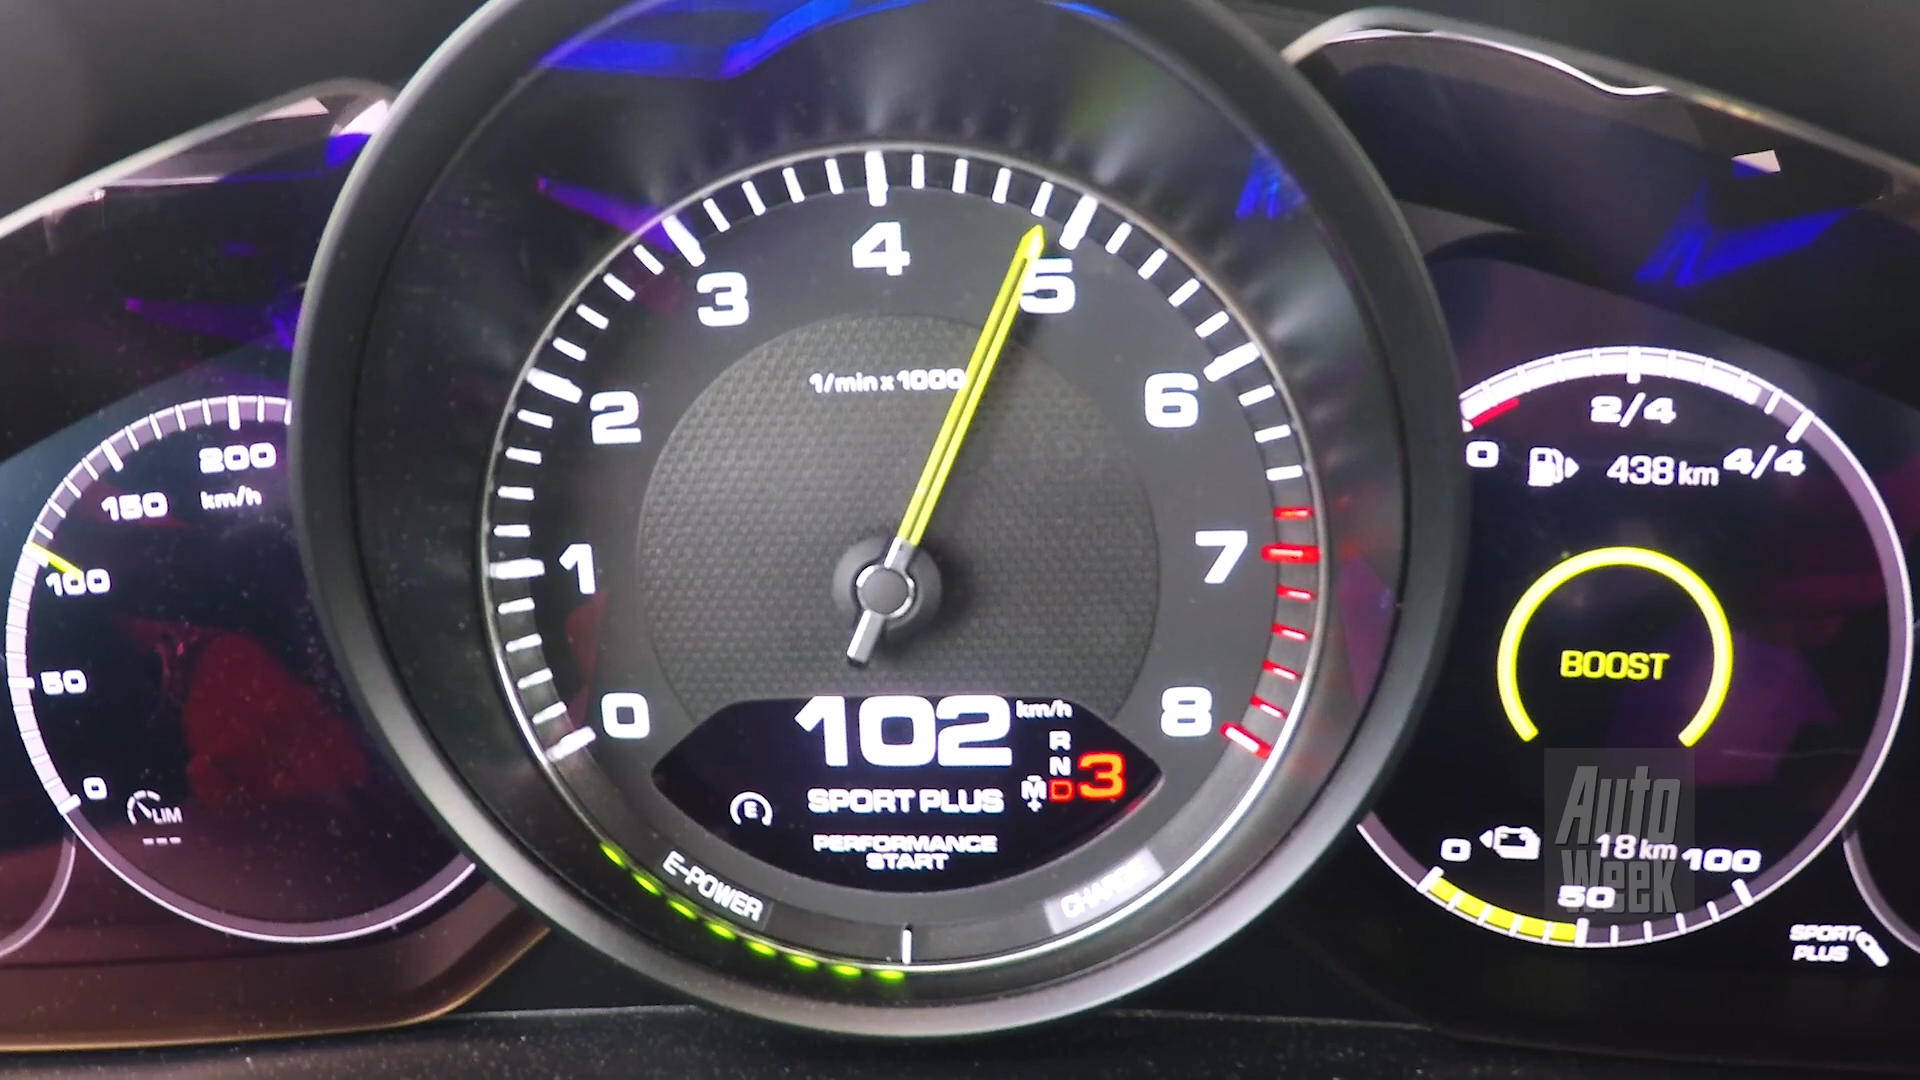 200
km/h
150
100
50
0
LIM
---
0
1
2
3
4
5
6
7
8
1/min x 1000
102 km/h
R
N
M D 3
+
E
SPORT PLUS
PERFORMANCE
START
E-POWER
CHARGE
0
2/4
4/4
438 km
BOOST
0
18 km
50
100
SPORT
PLUS
Auto
Week